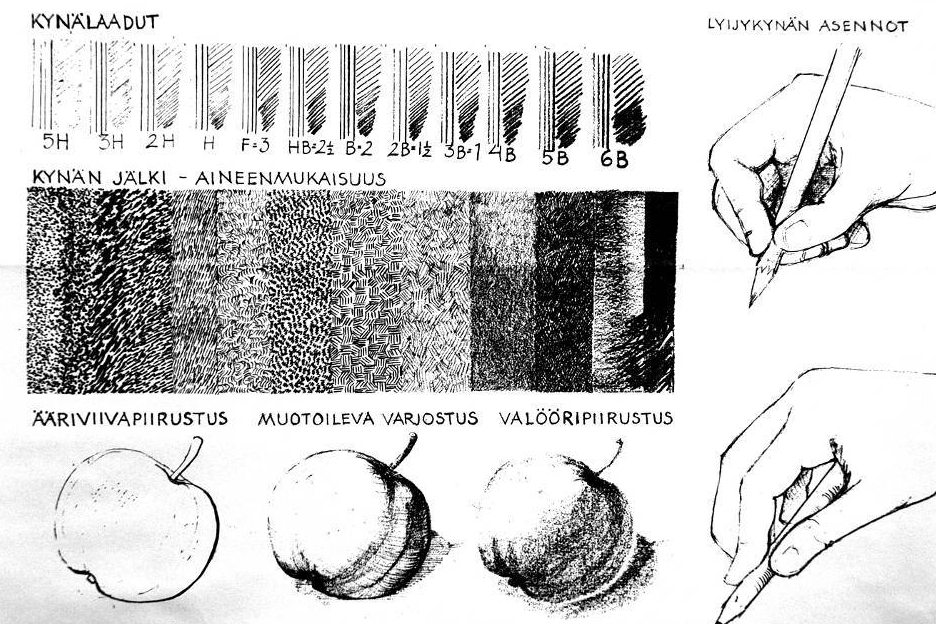 KYNÄLAADUT
5H 3H 2H H F=3 HB=2½ B=2 2B=1½ 3B=1 4B 5B 6B
KYNÄN JÄLKI - AINEENMUKAISUUS
ÄÄRIVIIVAPIIRUSTUS MUOTOILEVA VARJOSTUS VALÖÖRIPIIRUSTUS
LYIJYKYNÄN ASENNOT